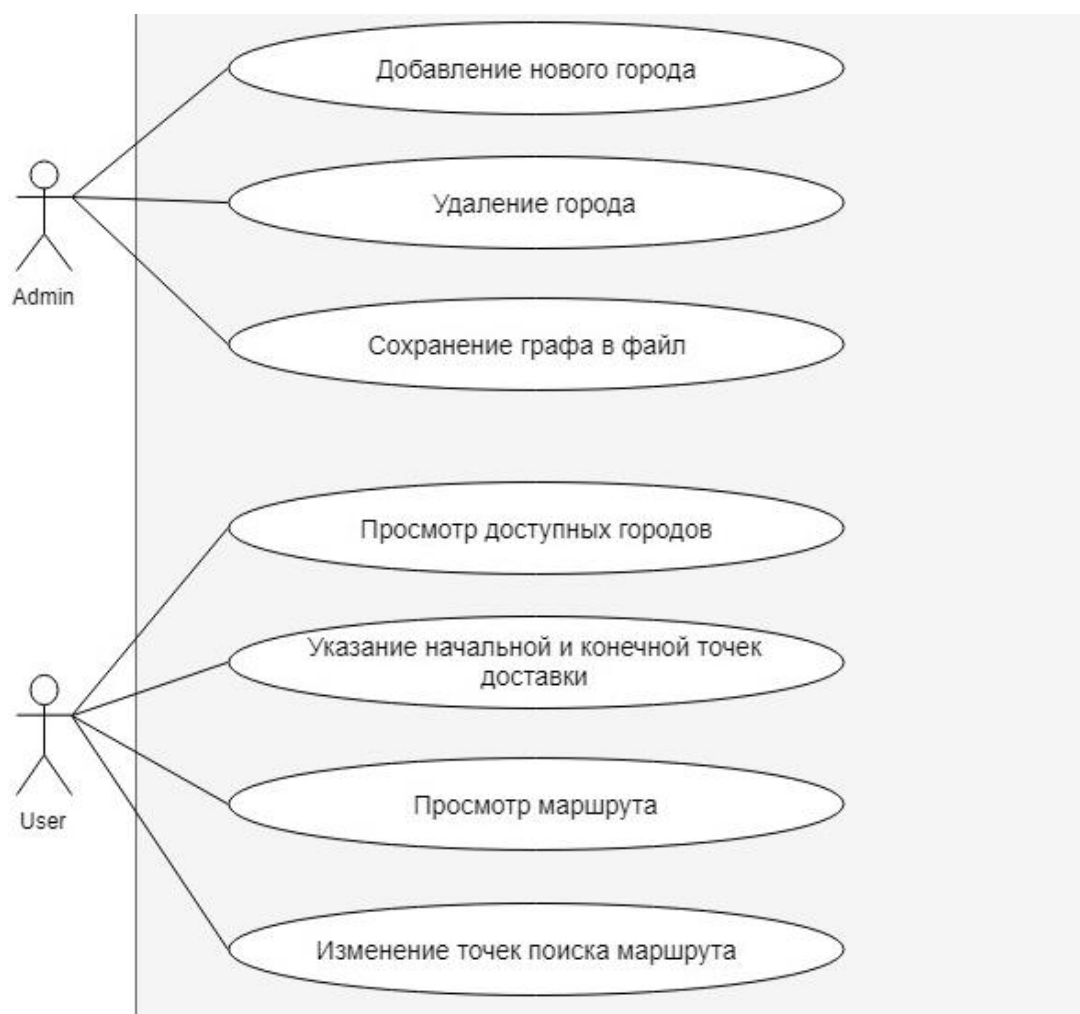 Добавление нового города
Удаление города
Admin
Сохранение графа в файл
Просмотр доступных городов
Указание начальной и конечной точек
доставки
User
Просмотр маршрута
Изменение точек поиска маршрута